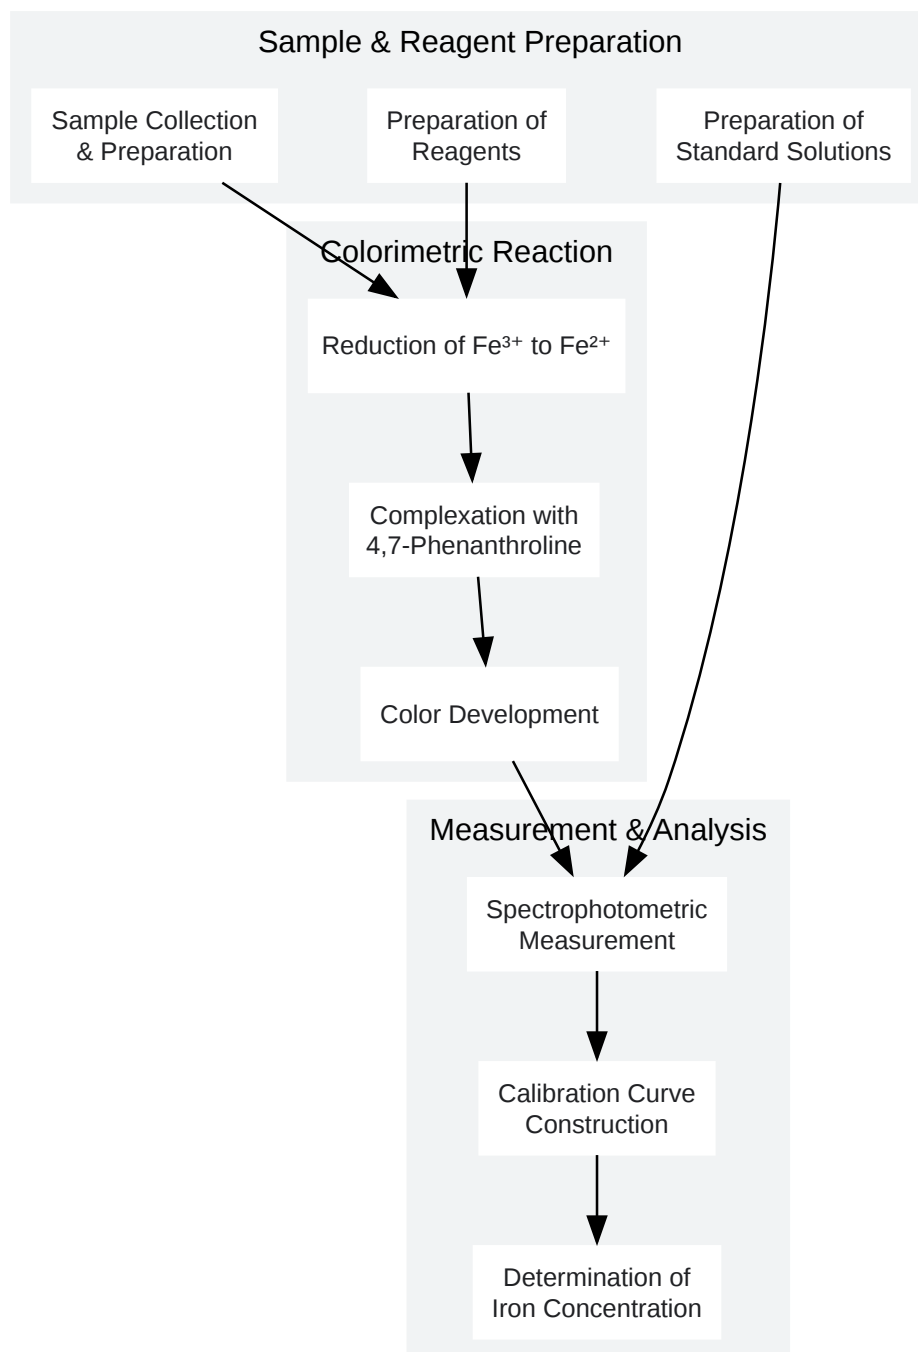 Sample & Reagent Preparation
Sample Collection
& Preparation
Preparation of
Reagents
Preparation of
Standard Solutions
Colorimetric Reaction
Reduction of Fe³⁺ to Fe²⁺
Complexation with
4,7-Phenanthroline
Color Development
Measurement & Analysis
Spectrophotometric
Measurement
Calibration Curve
Construction
Determination of
Iron Concentration